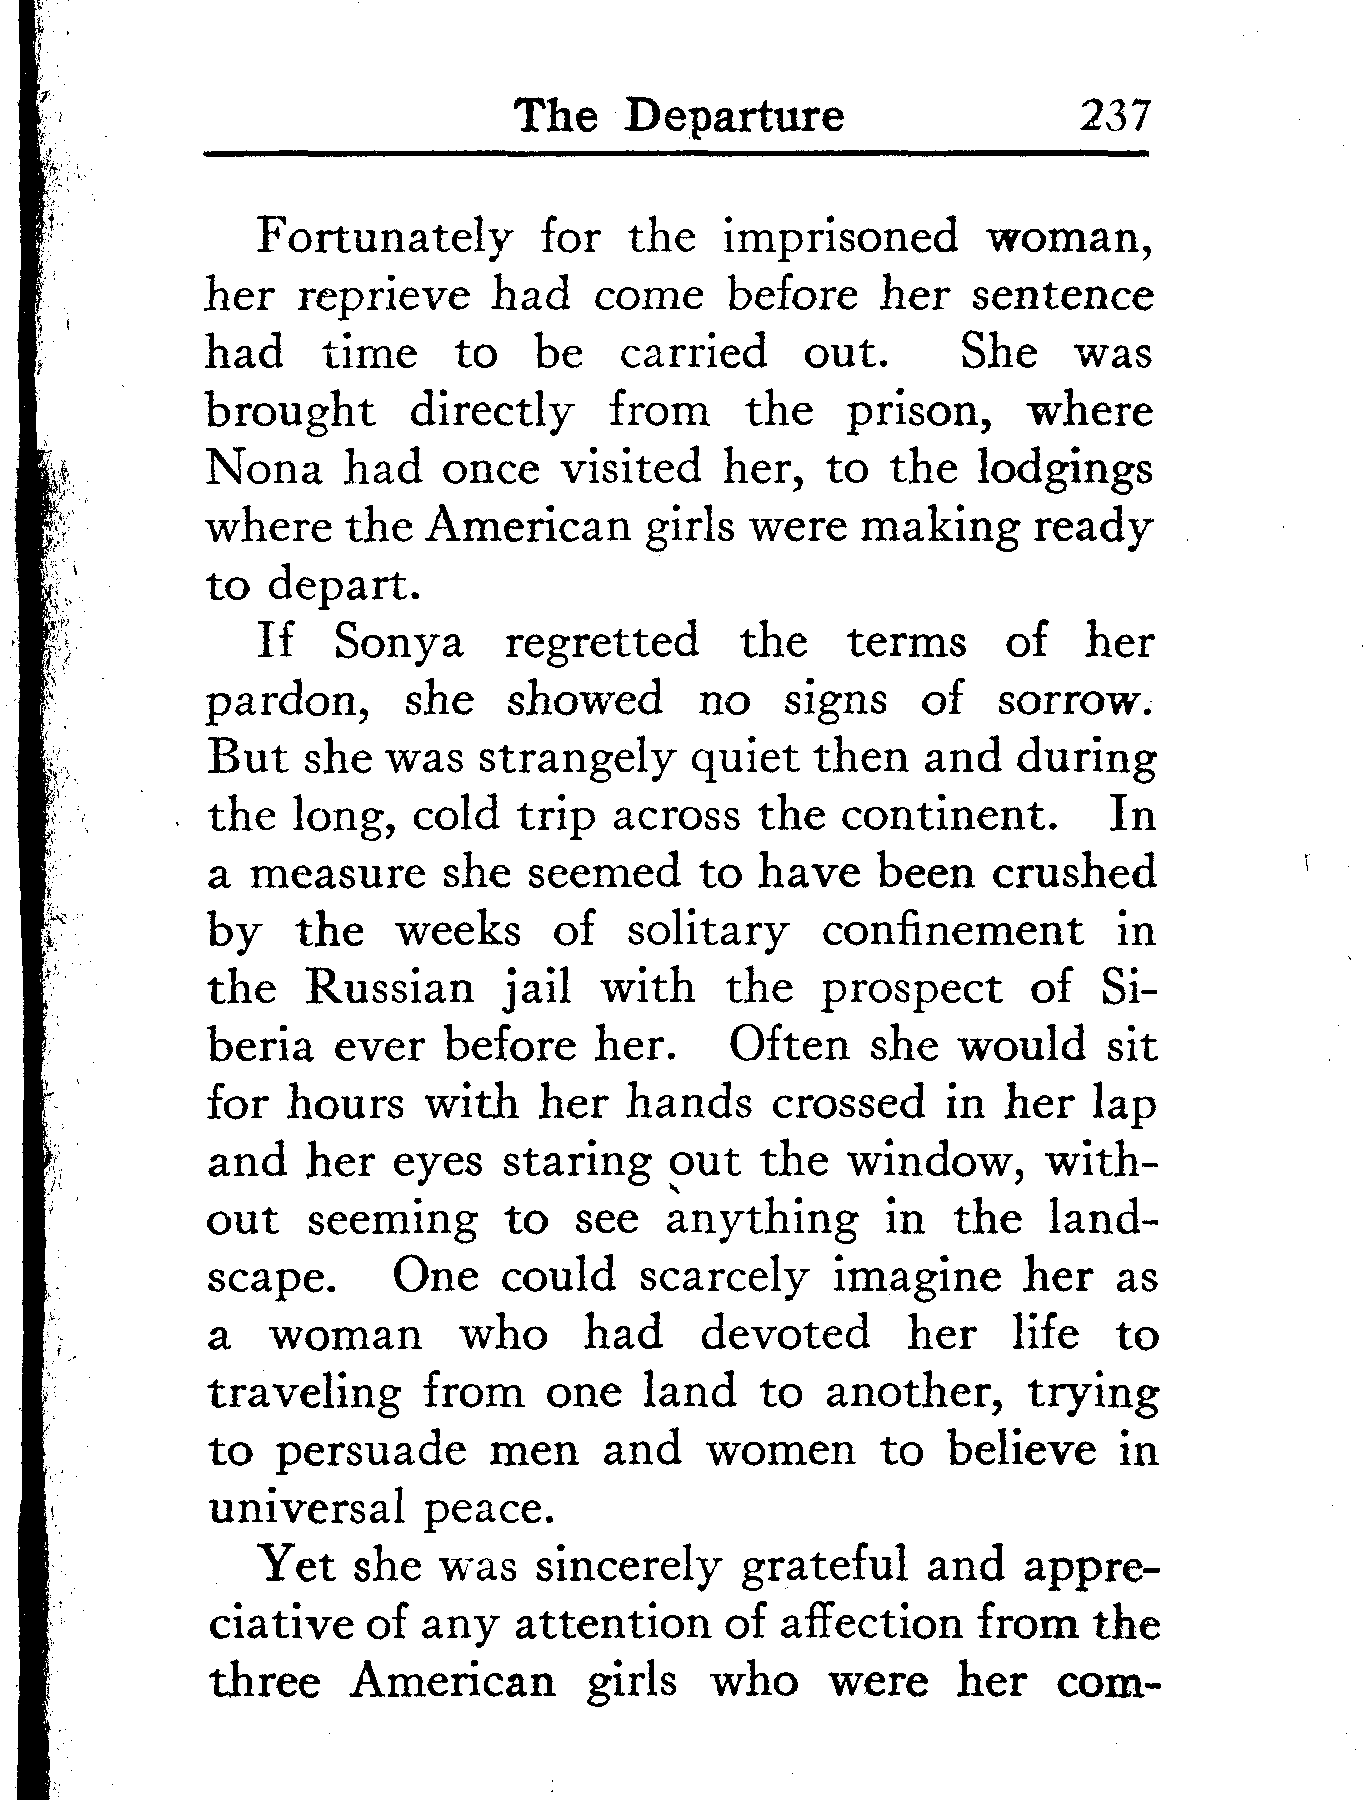 The Departure 237
Fortunately for the imprisoned woman,
her reprieve had come before her sentence
had time to be carried out. She was
brought directly from the prison, where
Nona had once visited her, to the lodgings
where the American girls were making ready
to depart.
If Sonya regretted the terms of her
pardon, she showed no signs of sorrow.
But she was strangely quiet then and during
the long, cold trip across the continent. In
a measure she seemed to have been crushed
by the weeks of solitary confinement in
the Russian jail with the prospect of Si-
beria ever before her. Often she would sit
for hours with her hands crossed in her lap
and her eyes staring out the window, with-
out seeming to see anything in the land-
scape. One could scarcely imagine her as
a woman who had devoted her life to
traveling from one land to another, trying
to persuade men and women to believe in
universal peace.
Yet she was sincerely grateful and appre-
ciative of any attention of affection from the
three American girls who were her com-